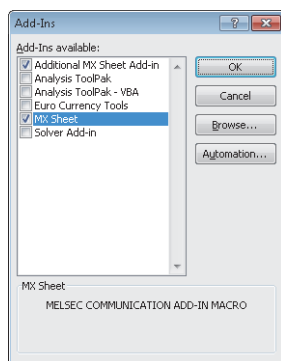 Add-Ins
Add-Ins available:
Additional MX Sheet Add-in
Analysis ToolPak
Analysis ToolPak - VBA
Euro Currency Tools
MX Sheet
Solver Add-in
OK
Cancel
Browse...
Automation...
MX Sheet
MELSEC COMMUNICATION ADD-IN MACRO